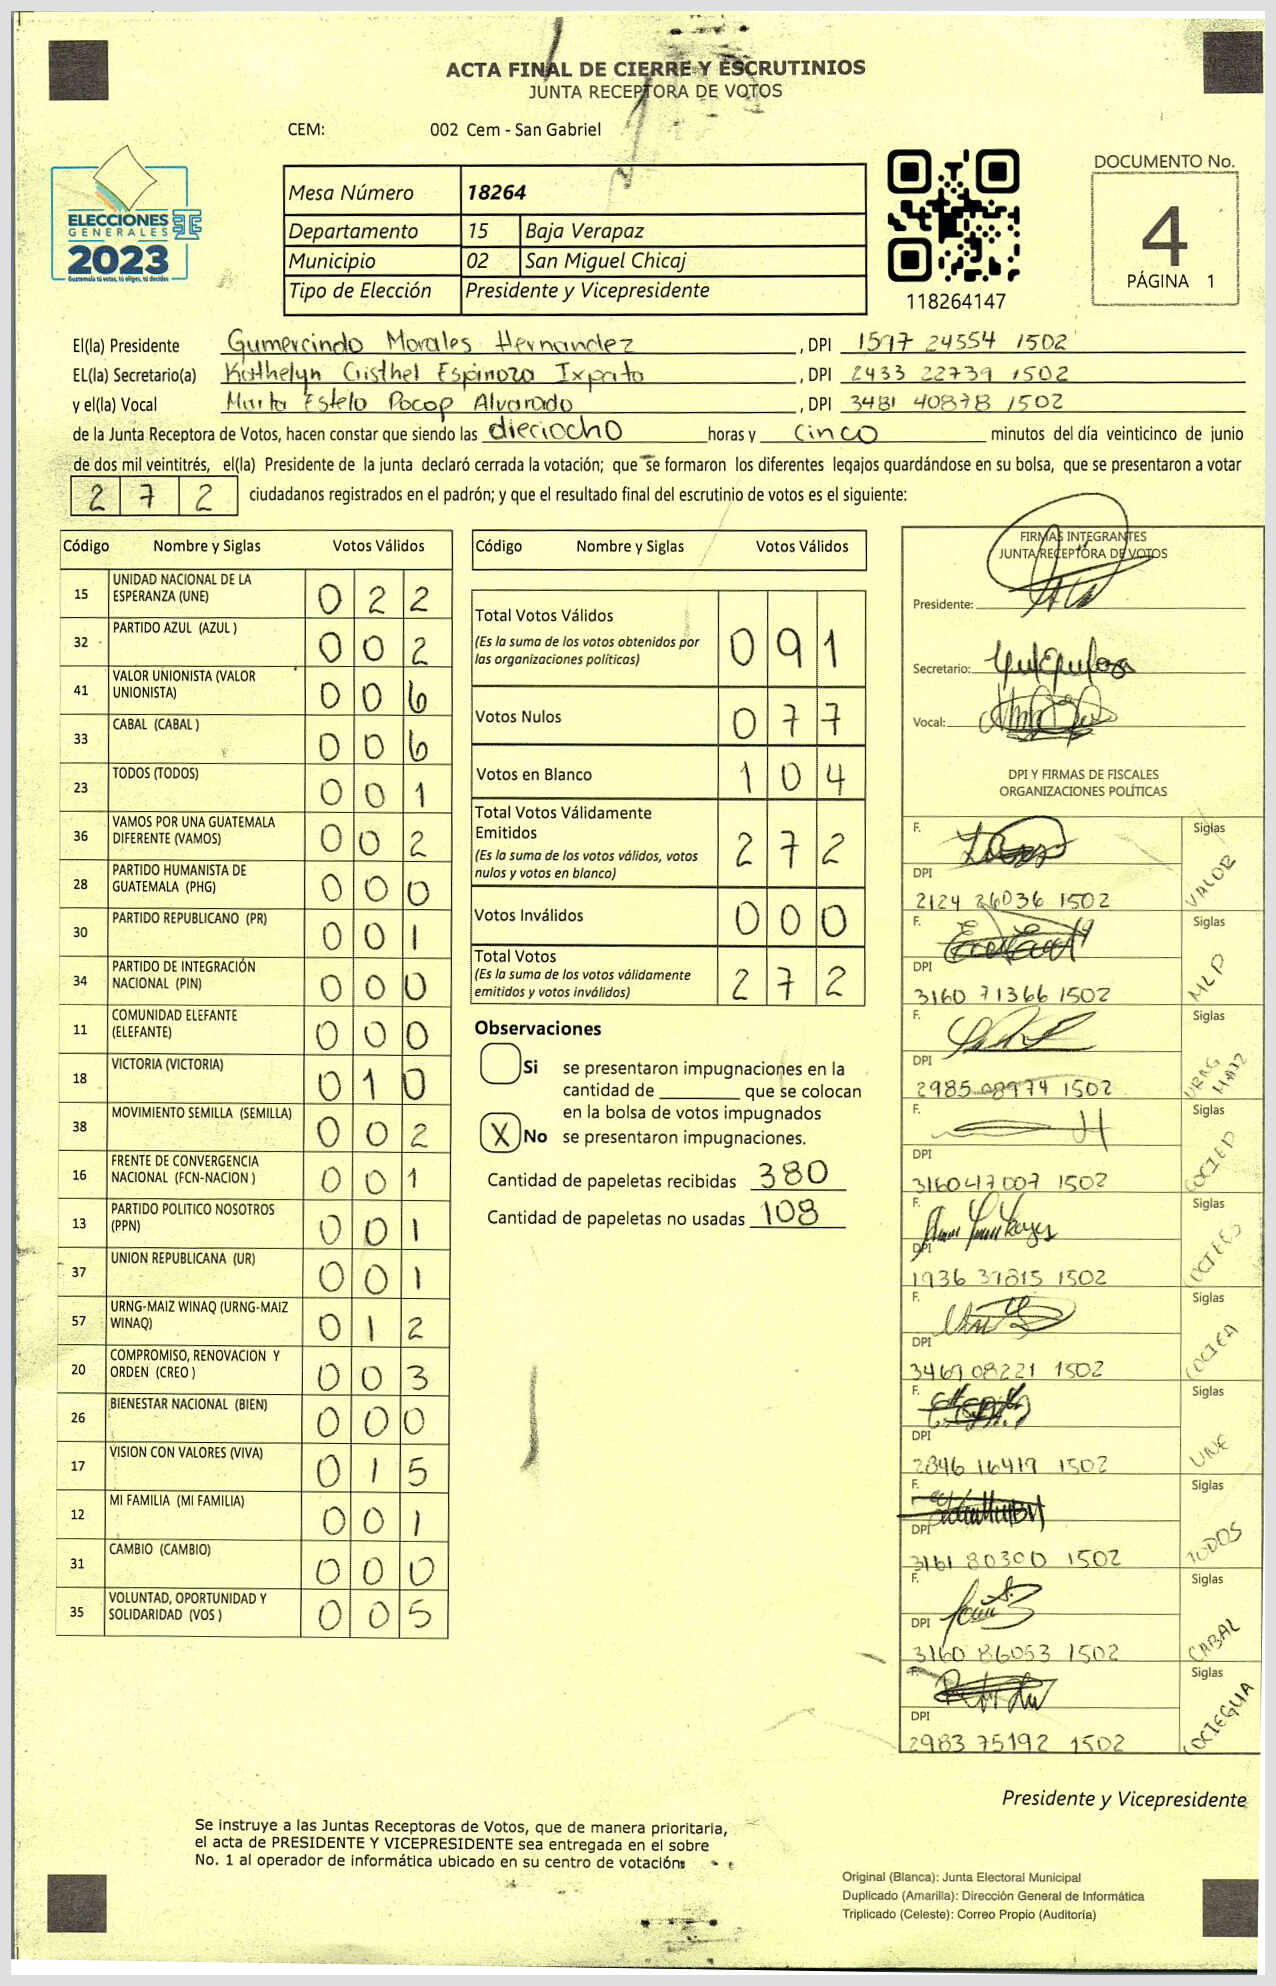 ACTA FINAL DE CIERRE Y ESCRUTINIOS
JUNTA RECEPTORA DE VOTOS
CEM: 002 Cem - San Gabriel
ELECCIONES
GENERALES
2023
Guatemala tú votas, tú eliges, tú decides
Mesa Número 18264
Departamento 15 Baja Verapaz
Municipio 02 San Miguel Chicaj
Tipo de Elección Presidente y Vicepresidente
118264147
DOCUMENTO No.
4
PÁGINA 1
El(la) Presidente Gumercindo Morales Hernandez, DPI 1597 24554 1502
EL(la) Secretario(a) Kathelyn Cristhel Espinoza Ixpata, DPI 2433 22739 1502
y el(la) Vocal Marta Estela Pocop Alvarado, DPI 3481 40878 1502
de la Junta Receptora de Votos, hacen constar que siendo las dieciocho horas y cinco minutos del día veinticinco de junio
de dos mil veintitrés, el(la) Presidente de la junta declaró cerrada la votación; que se formaron los diferentes legajos quardándose en su bolsa, que se presentaron a votar
2 7 2 ciudadanos registrados en el padrón; y que el resultado final del escrutinio de votos es el siguiente:
Código Nombre y Siglas Votos Válidos
15 UNIDAD NACIONAL DE LA ESPERANZA (UNE) 0 2 2
32 PARTIDO AZUL (AZUL ) 0 0 2
41 VALOR UNIONISTA (VALOR UNIONISTA) 0 0 6
33 CABAL (CABAL ) 0 0 6
23 TODOS (TODOS) 0 0 1
36 VAMOS POR UNA GUATEMALA DIFERENTE (VAMOS) 0 0 2
28 PARTIDO HUMANISTA DE GUATEMALA (PHG) 0 0 0
30 PARTIDO REPUBLICANO (PR) 0 0 1
34 PARTIDO DE INTEGRACIÓN NACIONAL (PIN) 0 0 0
11 COMUNIDAD ELEFANTE (ELEFANTE) 0 0 0
18 VICTORIA (VICTORIA) 0 1 0
38 MOVIMIENTO SEMILLA (SEMILLA) 0 0 2
16 FRENTE DE CONVERGENCIA NACIONAL (FCN-NACION ) 0 0 1
13 PARTIDO POLITICO NOSOTROS (PPN) 0 0 1
37 UNION REPUBLICANA (UR) 0 0 1
57 URNG-MAIZ WINAQ (URNG-MAIZ WINAQ) 0 1 2
20 COMPROMISO, RENOVACION Y ORDEN (CREO ) 0 0 3
26 BIENESTAR NACIONAL (BIEN) 0 0 0
17 VISION CON VALORES (VIVA) 0 1 5
12 MI FAMILIA (MI FAMILIA) 0 0 1
31 CAMBIO (CAMBIO) 0 0 0
35 VOLUNTAD, OPORTUNIDAD Y SOLIDARIDAD (VOS ) 0 0 5
Código Nombre y Siglas Votos Válidos
Total Votos Válidos 0 9 1
(Es la suma de los votos obtenidos por
las organizaciones políticas)
Votos Nulos 0 7 7
Votos en Blanco 1 0 4
Total Votos Válidamente
Emitidos 2 7 2
(Es la suma de los votos válidos, votos
nulos y votos en blanco)
Votos Inválidos 0 0 0
Total Votos 2 7 2
(Es la suma de los votos válidamente
emitidos y votos inválidos)
Observaciones
Si se presentaron impugnaciones en la
cantidad de ________ que se colocan
en la bolsa de votos impugnados
X No se presentaron impugnaciones.
Cantidad de papeletas recibidas 380
Cantidad de papeletas no usadas 108
FIRMAS INTEGRANTES
JUNTA RECEPTORA DE VOTOS
Presidente:
Secretario:
Vocal:
DPI Y FIRMAS DE FISCALES
ORGANIZACIONES POLÍTICAS
F. Siglas
DPI VALOR
2124 26036 1502
F. Siglas
DPI MLP
3160 71366 1502
F. Siglas
DPI URNG MAIZ
2985 08974 1502
F. Siglas
DPI
3160 47007 1502
F. Siglas
DPI
1936 39815 1502
F. Siglas
DPI
3469 08221 1502
F. Siglas
DPI UNE
2846 16419 1502
F. Siglas
DPI TODOS
3161 80300 1502
F. Siglas
DPI CABAL
3160 86053 1502
F. Siglas
DPI COCIEGUA
2983 75192 1502
Presidente y Vicepresidente
Se instruye a las Juntas Receptoras de Votos, que de manera prioritaria,
el acta de PRESIDENTE Y VICEPRESIDENTE sea entregada en el sobre
No. 1 al operador de informática ubicado en su centro de votación.
Original (Blanca): Junta Electoral Municipal
Duplicado (Amarilla): Dirección General de Informática
Triplicado (Celeste): Correo Propio (Auditoría)